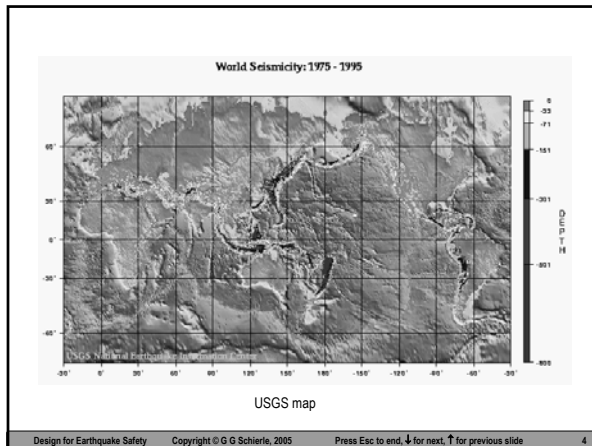 World Seismicity: 1975 - 1995
0
-33
-71
-151
-301
-501
-800
DEPTH
60°
30°
0°
-30°
-60°
USGS National Earthquake Information Center
-30° 0° 30° 60° 90° 120° 150° 180° -150° -120° -90° -60° -30°
USGS map
Design for Earthquake Safety Copyright © G G Schierle, 2005 Press Esc to end, ↓ for next, ↑ for previous slide 4